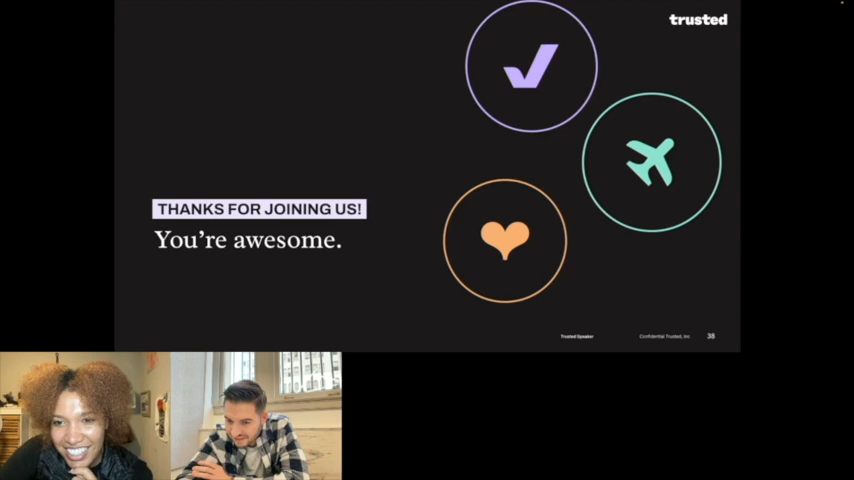 trusted
THANKS FOR JOINING US!
You're awesome.
Trusted Speaker
Confidential Trusted, Inc
38